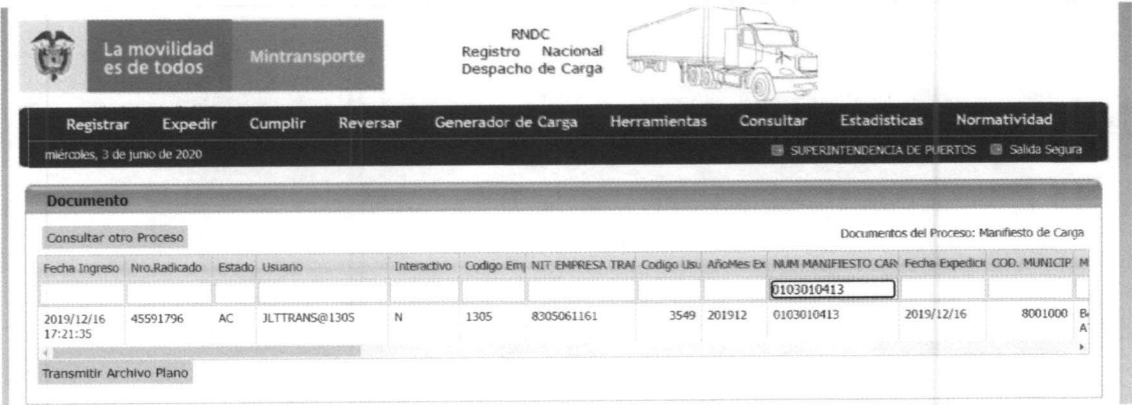 La movilidad
es de todos
Mintransporte
RNDC
Registro Nacional
Despacho de Carga
Registrar Expedir Cumplir Reversar Generador de Carga Herramientas Consultar Estadisticas Normatividad
miércoles, 3 de junio de 2020 SUPERINTENDENCIA DE PUERTOS Salida Segura
Documento
Consultar otro Proceso Documentos del Proceso: Manifiesto de Carga
Fecha Ingreso Nro.Radicado Estado Usuario Interactivo Codigo Em NIT EMPRESA TRA Codigo Usu AñoMes Ex NUM MANIFIESTO CAR Fecha Expedici COD. MUNICIP M
0103010413
2019/12/16 45591796 AC JLTTRANS@1305 N 1305 8305061161 3549 201912 0103010413 2019/12/16 8001000 B
17:21:35 A
Transmitir Archivo Plano